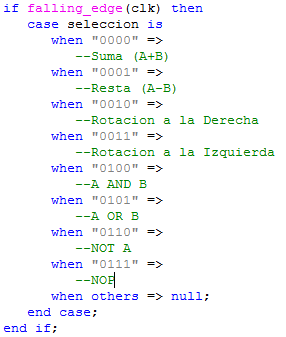 if falling_edge(clk) then
case seleccion is
when "0000" =>
--Suma (A+B)
when "0001" =>
--Resta (A-B)
when "0010" =>
--Rotacion a la Derecha
when "0011" =>
--Rotacion a la Izquierda
when "0100" =>
--A AND B
when "0101" =>
--A OR B
when "0110" =>
--NOT A
when "0111" =>
--NOP
when others => null;
end case;
end if;